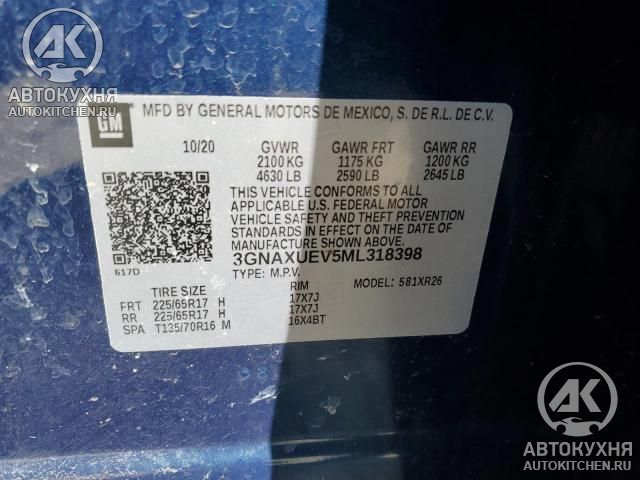 АВТОКУХНЯ
AUTOKITCHEN.RU
GM
MFD BY GENERAL MOTORS DE MEXICO, S. DE R.L. DE C.V.
10/20 GVWR GAWR FRT GAWR RR
2100 KG 1175 KG 1200 KG
4630 LB 2590 LB 2645 LB
THIS VEHICLE CONFORMS TO ALL
APPLICABLE U.S. FEDERAL MOTOR
VEHICLE SAFETY AND THEFT PREVENTION
STANDARDS IN EFFECT ON THE DATE OF
MANUFACTURE SHOWN ABOVE.
3GNAXUEV5ML318398
617D TYPE: M.P.V. MODEL: 581XR26
TIRE SIZE RIM
FRT 225/65R17 H 17X7J
RR 225/65R17 H 17X7J
SPA T135/70R16 M 16X4BT
АК
АВТОКУХНЯ
AUTOKITCHEN.RU